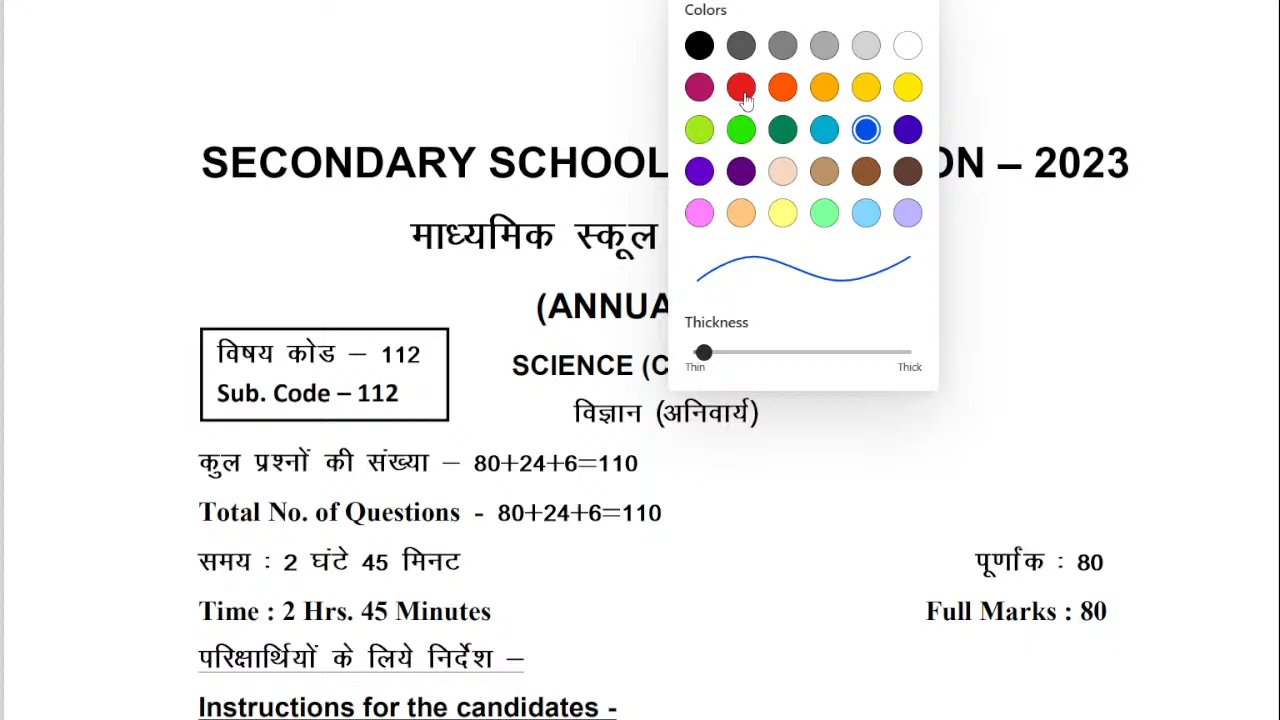 Colors
SECONDARY SCHOOL ON – 2023
माध्यमिक स्कूल
(ANNUA
विषय कोड – 112
Sub. Code – 112
SCIENCE (C
Thickness
Thin Thick
विज्ञान (अनिवार्य)
कुल प्रश्नों की संख्या – 80+24+6=110
Total No. of Questions - 80+24+6=110
समय : 2 घंटे 45 मिनट पूर्णांक : 80
Time : 2 Hrs. 45 Minutes Full Marks : 80
परिक्षार्थियों के लिये निर्देश –
Instructions for the candidates -